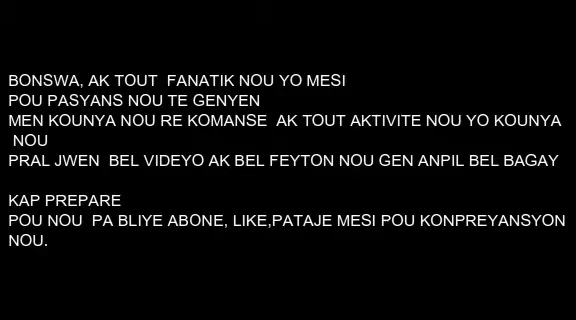 BONSWA, AK TOUT  FANATIK NOU YO MESI
POU PASYANS NOU TE GENYEN
MEN KOUNYA NOU RE KOMANSE  AK TOUT AKTIVITE NOU YO KOUNYA
NOU
PRAL JWEN  BEL VIDEYO AK BEL FEYTON NOU GEN ANPIL BEL BAGAY
KAP PREPARE
POU NOU  PA BLIYE ABONE, LIKE,PATAJE MESI POU KONPREYANSYON
NOU.